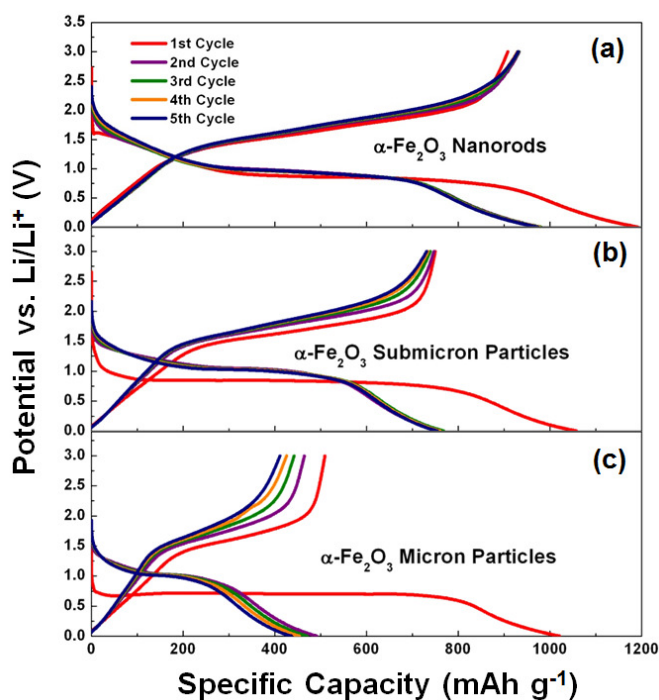 3.0
2.5
2.0
1.5
1.0
0.5
0.0
1st Cycle
2nd Cycle
3rd Cycle
4th Cycle
5th Cycle
(a)
α-Fe₂O₃ Nanorods
3.0
2.5
2.0
1.5
1.0
0.5
0.0
(b)
α-Fe₂O₃ Submicron Particles
3.0
2.5
2.0
1.5
1.0
0.5
0.0
(c)
α-Fe₂O₃ Micron Particles
0 200 400 600 800 1000 1200
Potential vs. Li/Li⁺ (V)
Specific Capacity (mAh g⁻¹)